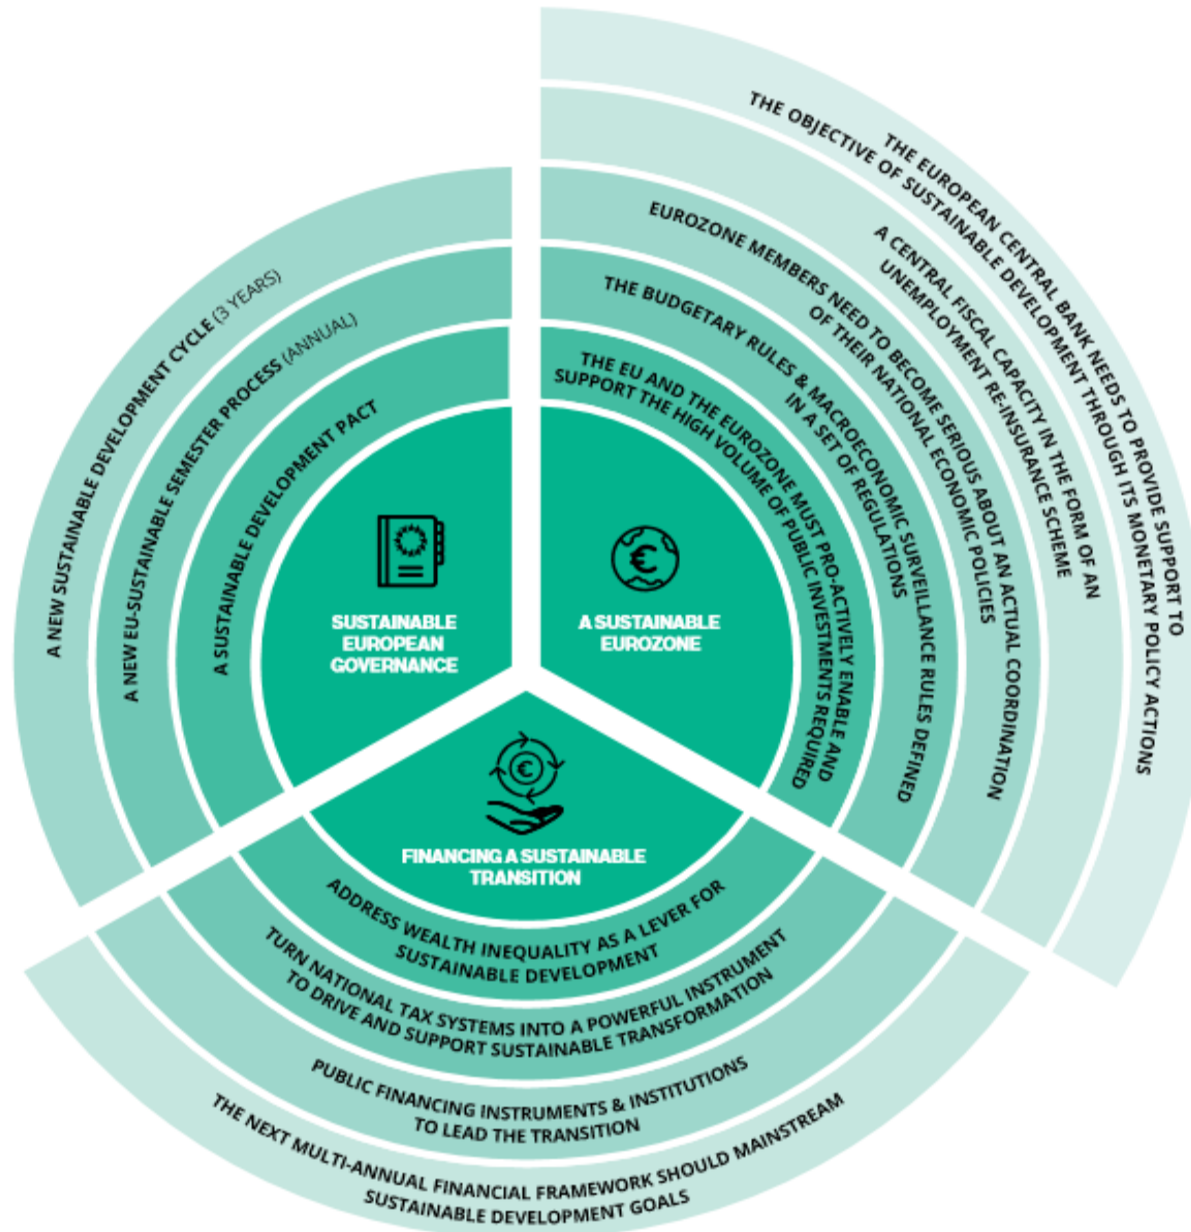 SUSTAINABLE
EUROPEAN
GOVERNANCE
A SUSTAINABLE DEVELOPMENT PACT
A NEW EU-SUSTAINABLE SEMESTER PROCESS (ANNUAL)
A NEW SUSTAINABLE DEVELOPMENT CYCLE (3 YEARS)
A SUSTAINABLE
EUROZONE
THE EU AND THE EUROZONE MUST PRO-ACTIVELY ENABLE AND
SUPPORT THE HIGH VOLUME OF PUBLIC INVESTMENTS REQUIRED
THE BUDGETARY RULES & MACROECONOMIC SURVEILLANCE RULES DEFINED
IN A SET OF REGULATIONS
EUROZONE MEMBERS NEED TO BECOME SERIOUS ABOUT AN ACTUAL COORDINATION
OF THEIR NATIONAL ECONOMIC POLICIES
A CENTRAL FISCAL CAPACITY IN THE FORM OF AN
UNEMPLOYMENT RE-INSURANCE SCHEME
THE EUROPEAN CENTRAL BANK NEEDS TO PROVIDE SUPPORT TO
THE OBJECTIVE OF SUSTAINABLE DEVELOPMENT THROUGH ITS MONETARY POLICY ACTIONS
FINANCING A SUSTAINABLE
TRANSITION
ADDRESS WEALTH INEQUALITY AS A LEVER FOR
SUSTAINABLE DEVELOPMENT
TURN NATIONAL TAX SYSTEMS INTO A POWERFUL INSTRUMENT
TO DRIVE AND SUPPORT SUSTAINABLE TRANSFORMATION
PUBLIC FINANCING INSTRUMENTS & INSTITUTIONS
TO LEAD THE TRANSITION
THE NEXT MULTI-ANNUAL FINANCIAL FRAMEWORK SHOULD MAINSTREAM
SUSTAINABLE DEVELOPMENT GOALS